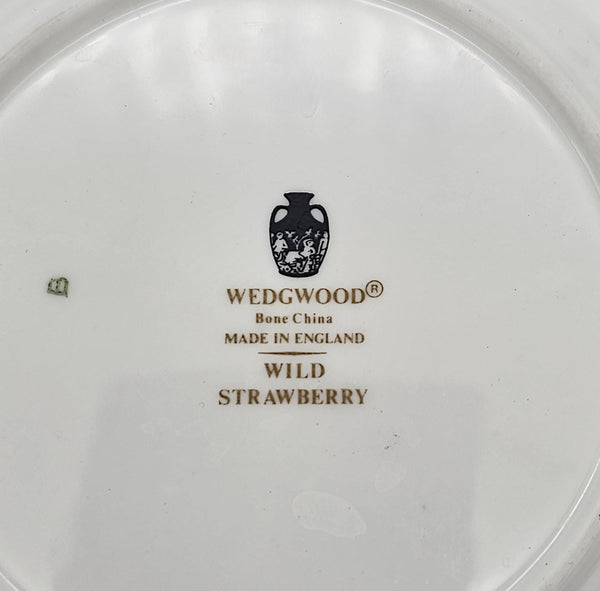 WEDGWOOD®
Bone China
MADE IN ENGLAND
WILD
STRAWBERRY
B